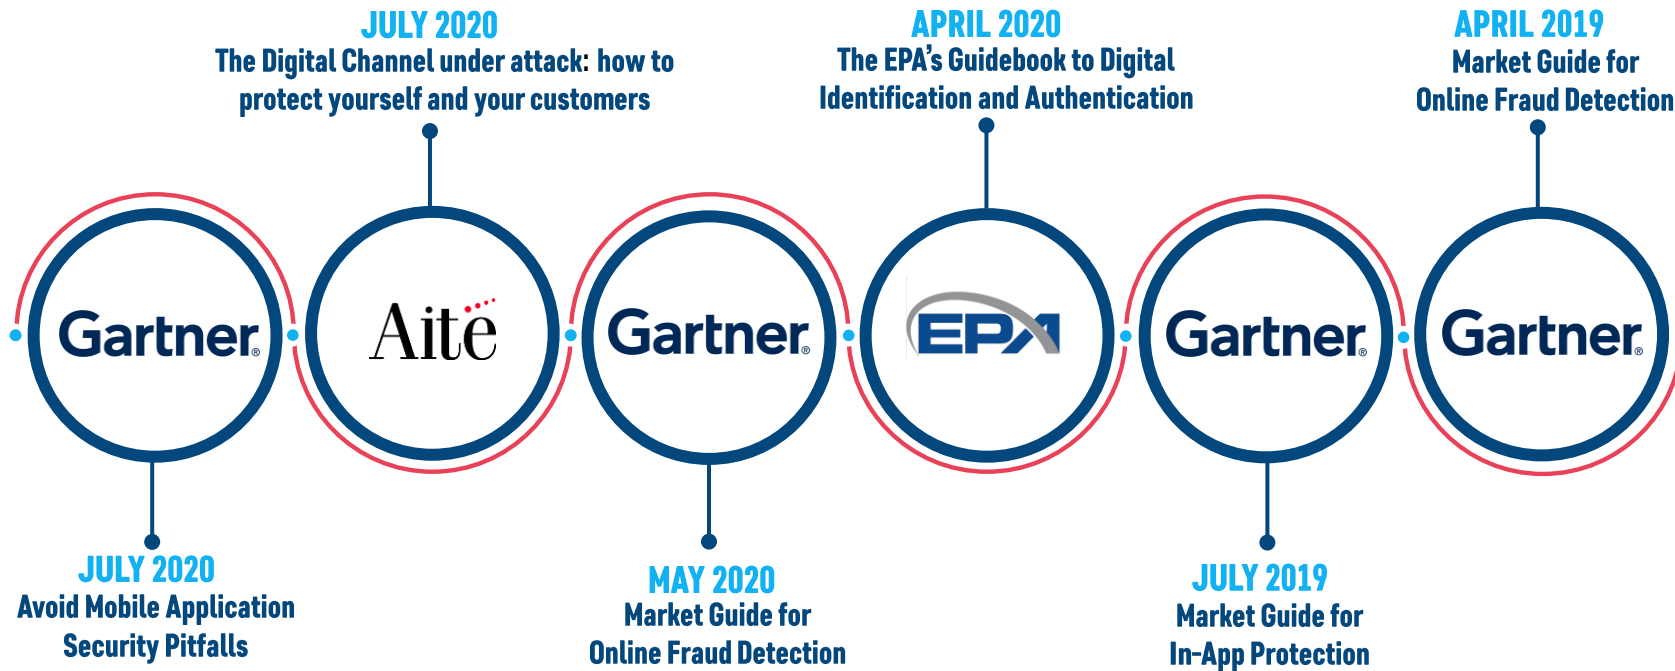 JULY 2020
The Digital Channel under attack: how to
protect yourself and your customers
APRIL 2020
The EPA's Guidebook to Digital
Identification and Authentication
APRIL 2019
Market Guide for
Online Fraud Detection
Gartner®
Aitē
Gartner®
EPA
Gartner®
Gartner®
JULY 2020
Avoid Mobile Application
Security Pitfalls
MAY 2020
Market Guide for
Online Fraud Detection
JULY 2019
Market Guide for
In-App Protection